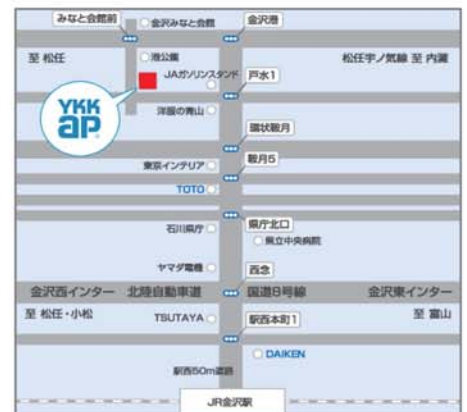 みなと会館前
金沢みなと会館
金沢港
至 松任
港公園
松任宇ノ気線 至 内灘
JAガソリンスタンド
戸水1
YKK
ap
洋服の青山
環状鞍月
東京インテリア
鞍月5
TOTO
石川県庁
県庁北口
県立中央病院
ヤマダ電機
西念
金沢西インター
北陸自動車道
国道8号線
金沢東インター
至 松任・小松
TSUTAYA
駅西本町1
至 富山
DAIKEN
駅西50m道路
JR金沢駅